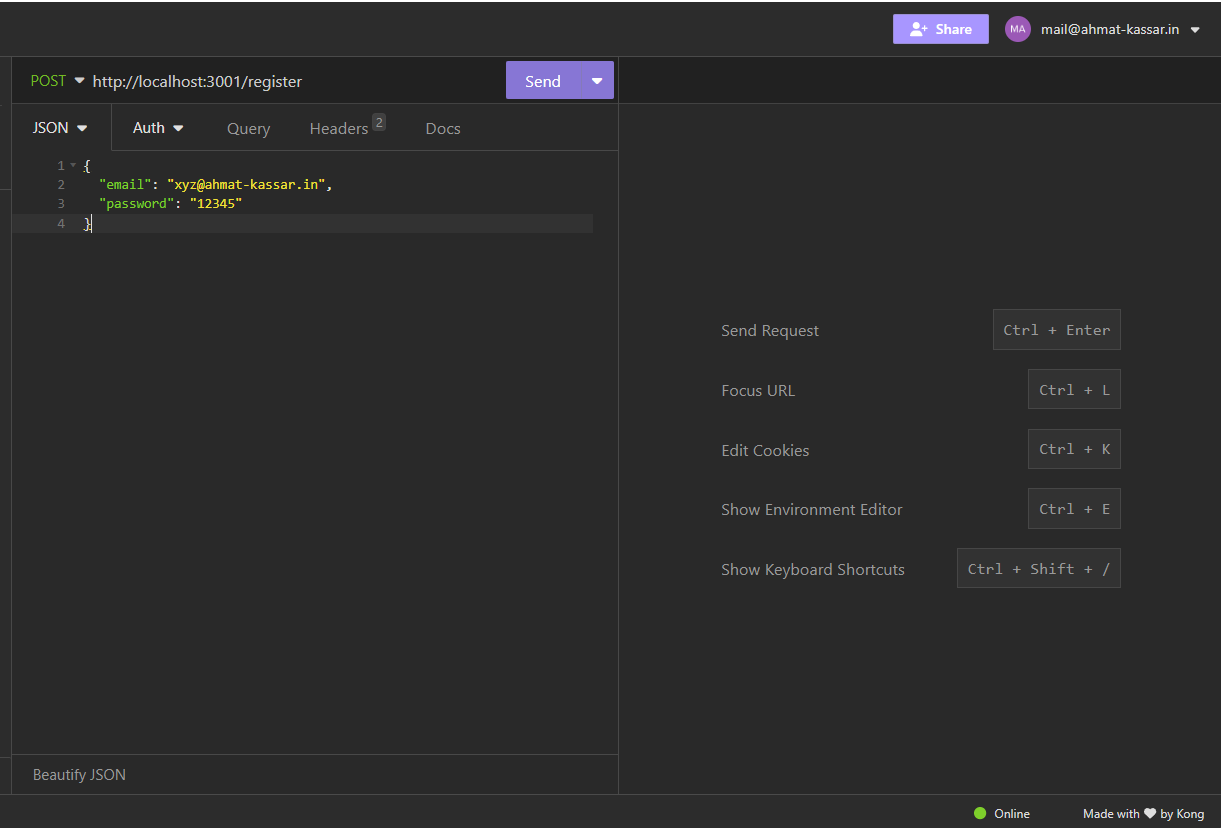 Share MA mail@ahmat-kassar.in
POST http://localhost:3001/register Send
JSON Auth Query Headers 2 Docs
1 {
2 "email": "xyz@ahmat-kassar.in",
3 "password": "12345"
4 }
Send Request Ctrl + Enter
Focus URL Ctrl + L
Edit Cookies Ctrl + K
Show Environment Editor Ctrl + E
Show Keyboard Shortcuts Ctrl + Shift + /
Beautify JSON
Online Made with ❤ by Kong